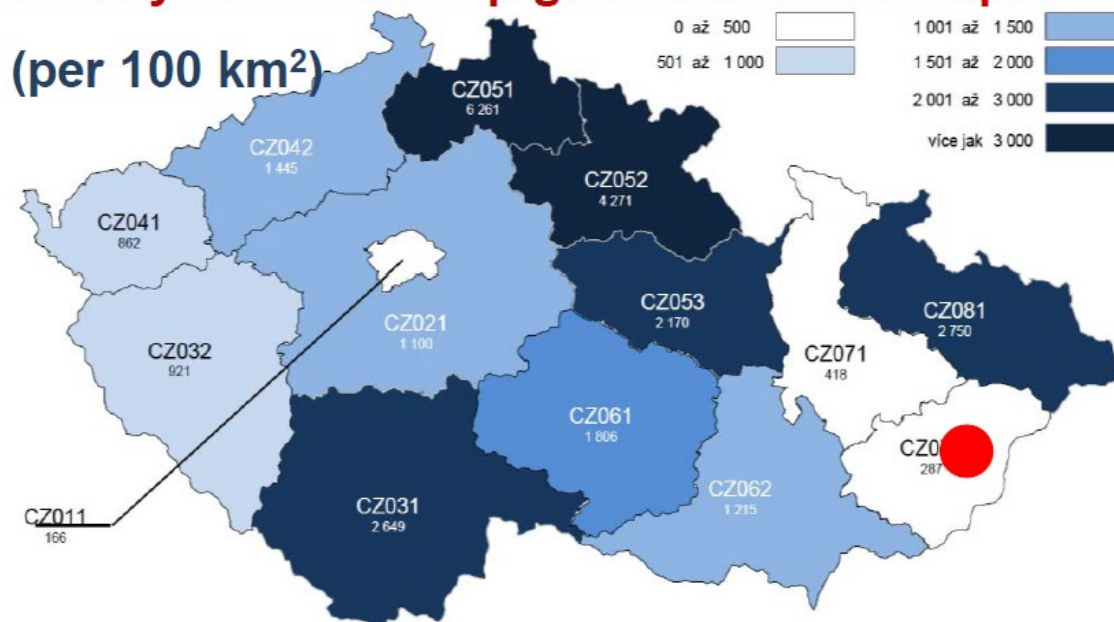 (per 100 km²)
0 až 500
501 až 1 000
1 001 až 1 500
1 501 až 2 000
2 001 až 3 000
více jak 3 000
CZ051
6 261
CZ042
1 445
CZ052
4 271
CZ041
862
CZ053
2 170
CZ081
2 750
CZ021
1 100
CZ032
921
CZ071
418
CZ061
1 806
CZ0
287
CZ062
1 215
CZ031
2 649
CZ011
166